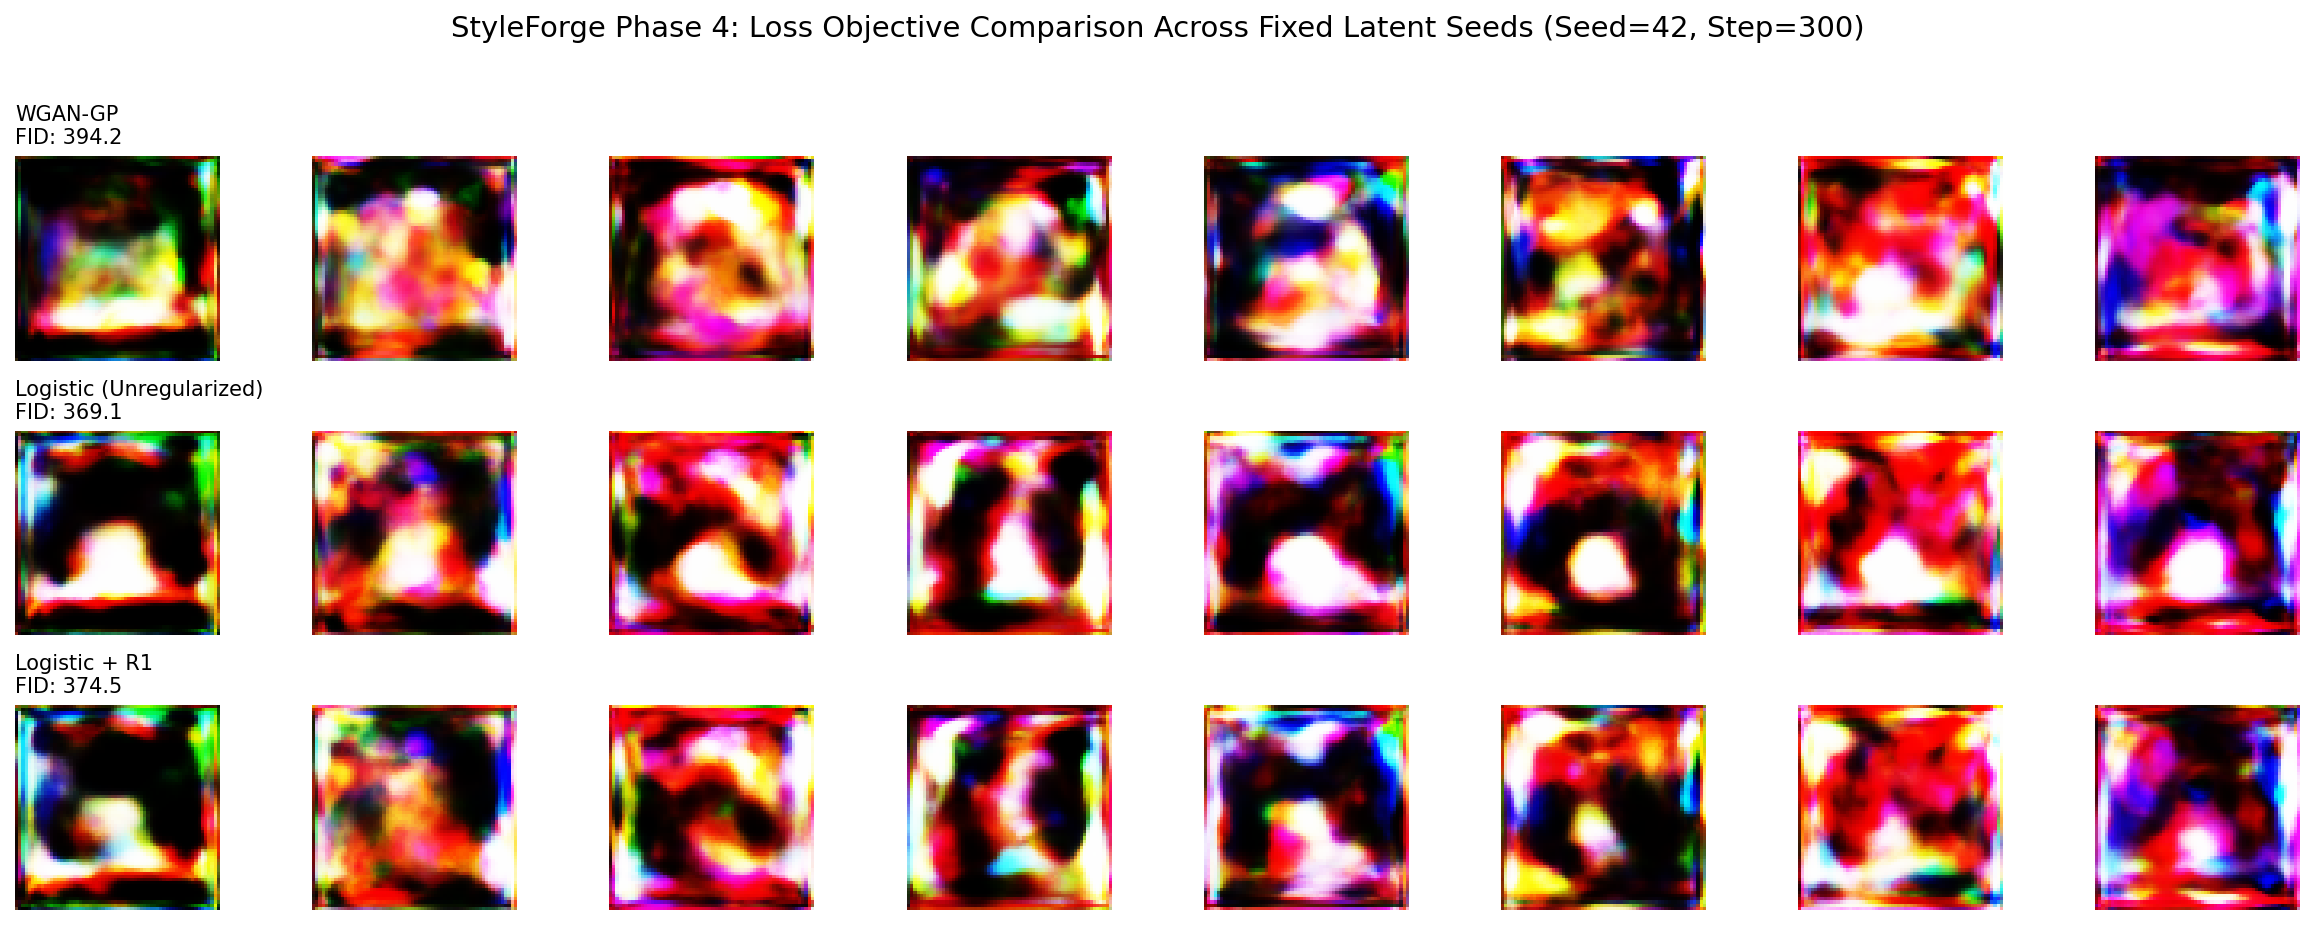 StyleForge Phase 4: Loss Objective Comparison Across Fixed Latent Seeds (Seed=42, Step=300)
WGAN-GP
FID: 394.2
Logistic (Unregularized)
FID: 369.1
Logistic + R1
FID: 374.5